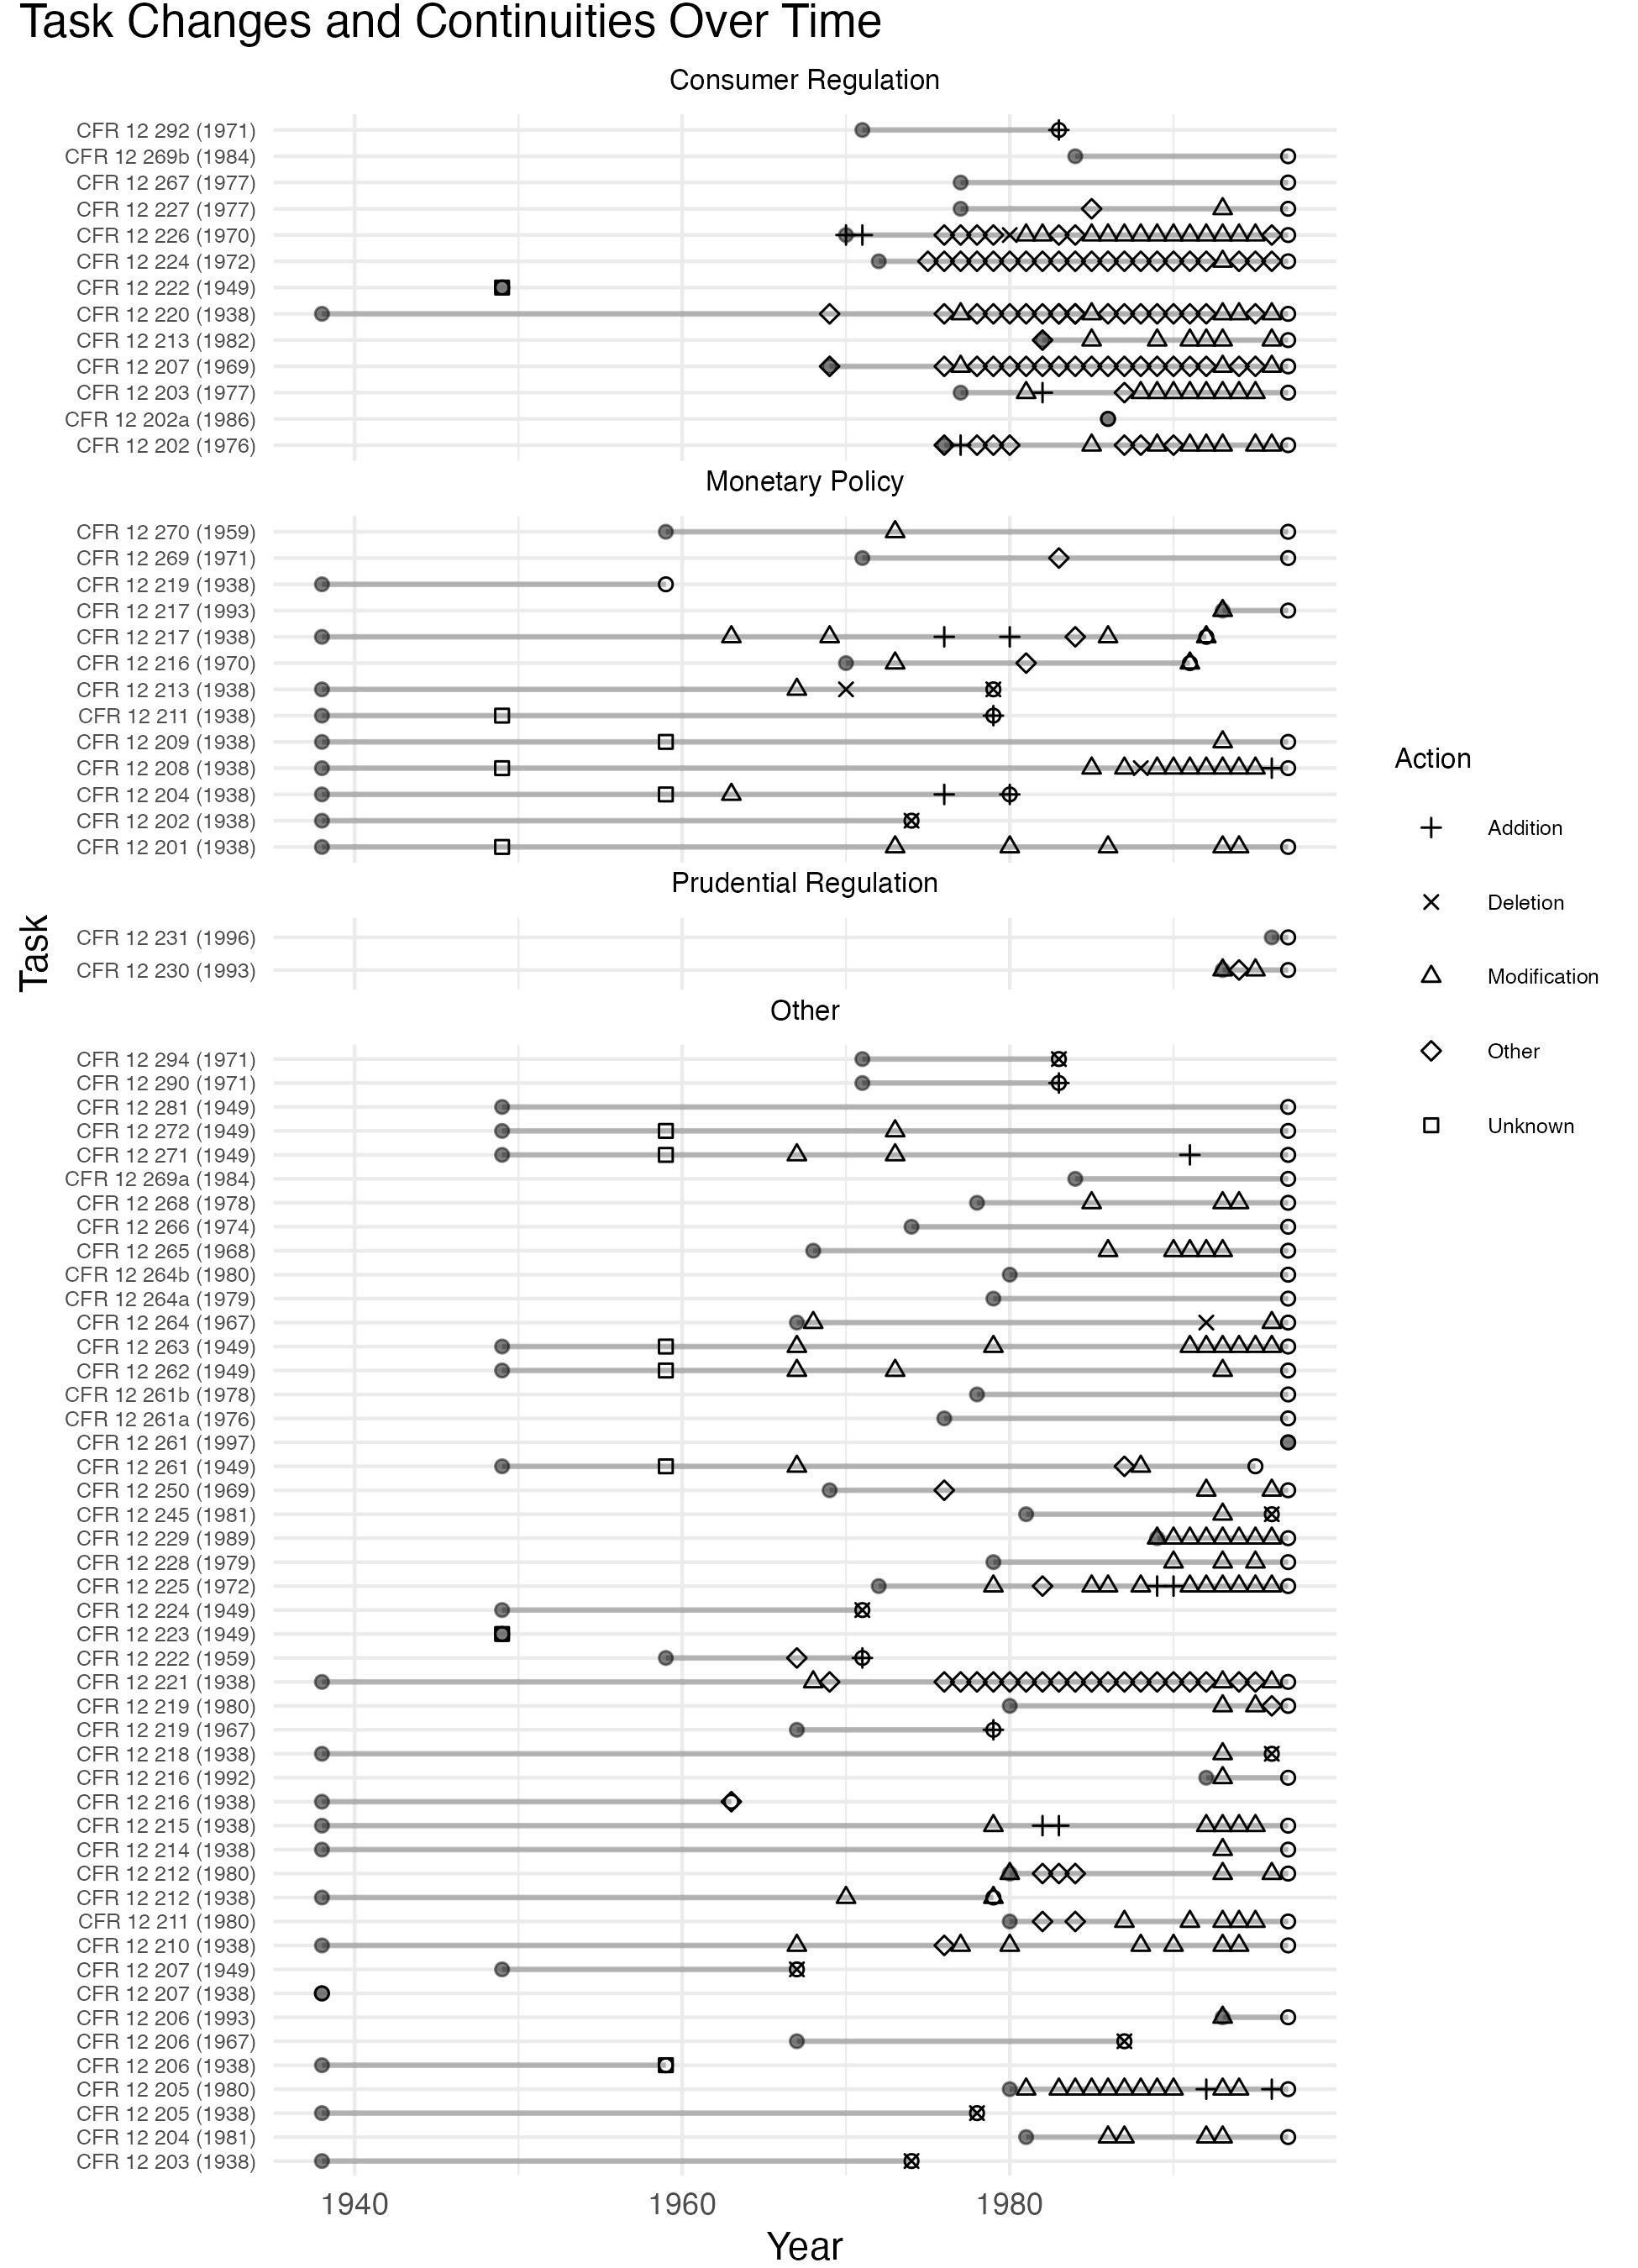 Task Changes and Continuities Over Time
Consumer Regulation
CFR 12 292 (1971)
CFR 12 269b (1984)
CFR 12 267 (1977)
CFR 12 227 (1977)
CFR 12 226 (1970)
CFR 12 224 (1972)
CFR 12 222 (1949)
CFR 12 220 (1938)
CFR 12 213 (1982)
CFR 12 207 (1969)
CFR 12 203 (1977)
CFR 12 202a (1986)
CFR 12 202 (1976)
Monetary Policy
CFR 12 270 (1959)
CFR 12 269 (1971)
CFR 12 219 (1938)
CFR 12 217 (1993)
CFR 12 217 (1938)
CFR 12 216 (1970)
CFR 12 213 (1938)
CFR 12 211 (1938)
CFR 12 209 (1938)
CFR 12 208 (1938)
CFR 12 204 (1938)
CFR 12 202 (1938)
CFR 12 201 (1938)
Prudential Regulation
CFR 12 231 (1996)
CFR 12 230 (1993)
Other
CFR 12 294 (1971)
CFR 12 290 (1971)
CFR 12 281 (1949)
CFR 12 272 (1949)
CFR 12 271 (1949)
CFR 12 269a (1984)
CFR 12 268 (1978)
CFR 12 266 (1974)
CFR 12 265 (1968)
CFR 12 264b (1980)
CFR 12 264a (1979)
CFR 12 264 (1967)
CFR 12 263 (1949)
CFR 12 262 (1949)
CFR 12 261b (1978)
CFR 12 261a (1976)
CFR 12 261 (1997)
CFR 12 261 (1949)
CFR 12 250 (1969)
CFR 12 245 (1981)
CFR 12 229 (1989)
CFR 12 228 (1979)
CFR 12 225 (1972)
CFR 12 224 (1949)
CFR 12 223 (1949)
CFR 12 222 (1959)
CFR 12 221 (1938)
CFR 12 219 (1980)
CFR 12 219 (1967)
CFR 12 218 (1938)
CFR 12 216 (1992)
CFR 12 216 (1938)
CFR 12 215 (1938)
CFR 12 214 (1938)
CFR 12 212 (1980)
CFR 12 212 (1938)
CFR 12 211 (1980)
CFR 12 210 (1938)
CFR 12 207 (1949)
CFR 12 207 (1938)
CFR 12 206 (1993)
CFR 12 206 (1967)
CFR 12 206 (1938)
CFR 12 205 (1980)
CFR 12 205 (1938)
CFR 12 204 (1981)
CFR 12 203 (1938)
1940 1960 1980
Year
Task
Action
Addition
Deletion
Modification
Other
Unknown